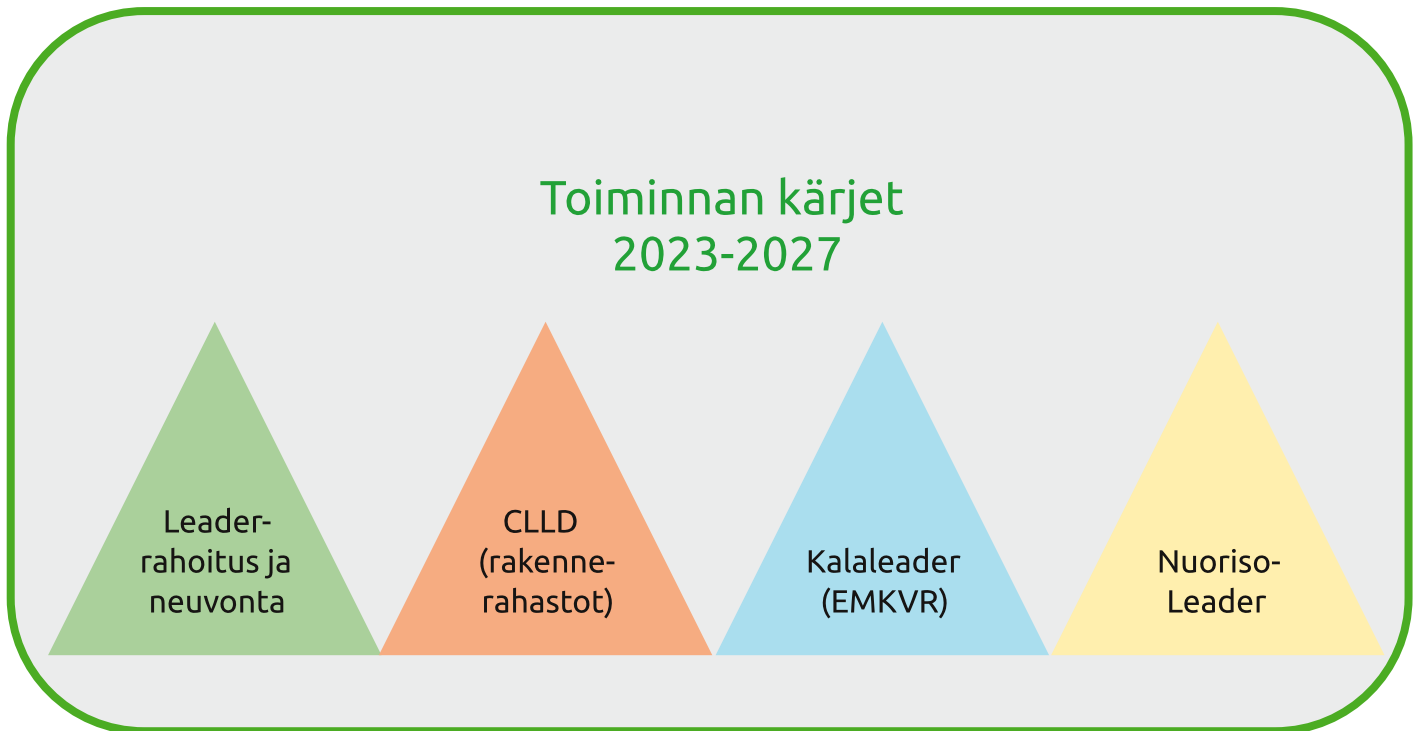 Toiminnan kärjet
2023-2027
Leader-
rahoitus ja
neuvonta
CLLD
(rakenne-
rahastot)
Kalaleader
(EMKVR)
Nuoriso-
Leader